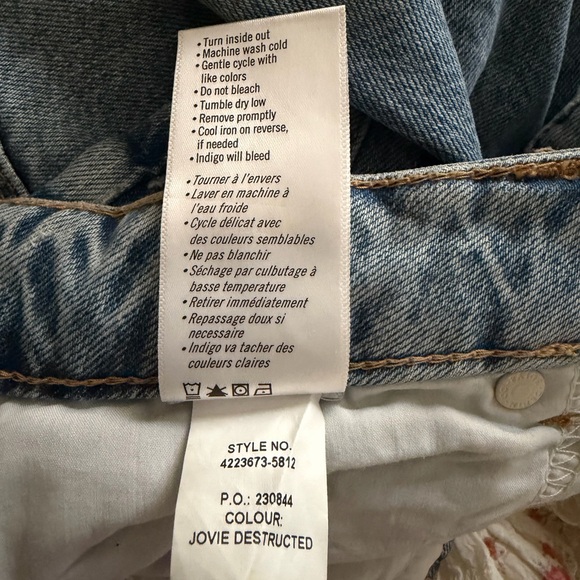 • Turn inside out
• Machine wash cold
• Gentle cycle with
like colors
• Do not bleach
• Tumble dry low
• Remove promptly
• Cool iron on reverse,
if needed
• Indigo will bleed
• Tourner à l'envers
• Laver en machine à
l'eau froide
• Cycle délicat avec
des couleurs semblables
• Ne pas blanchir
• Séchage par culbutage à
basse temperature
• Retirer immédiatement
• Repassage doux si
necessaire
• Indigo va tacher des
couleurs claires
STYLE NO.
4223673-5812
P.O.: 230844
COLOUR:
JOVIE DESTRUCTED